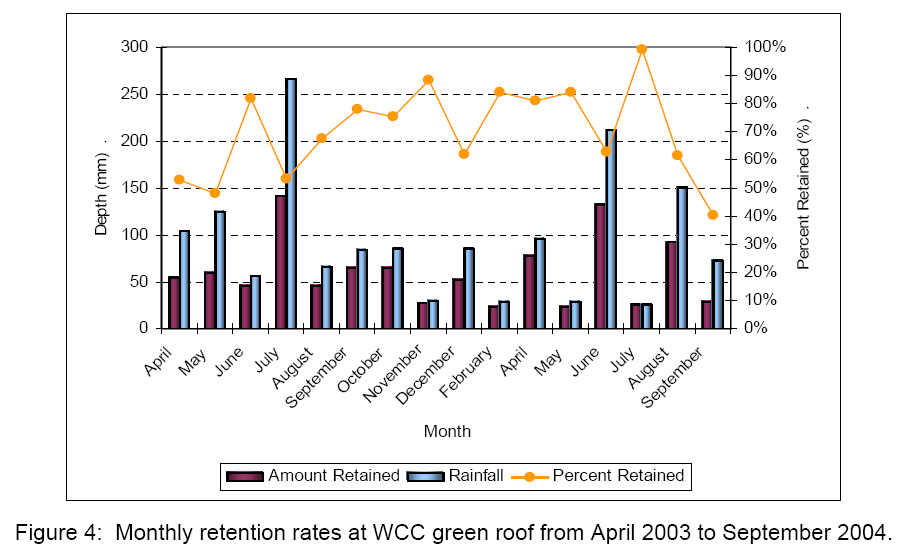 300
250
200
150
100
50
0
Depth (mm) .
100%
90%
80%
70%
60%
50%
40%
30%
20%
10%
0%
Percent Retained (%) .
April
May
June
July
August
September
October
November
December
February
April
May
June
July
August
September
Month
Amount Retained
Rainfall
Percent Retained
Figure 4: Monthly retention rates at WCC green roof from April 2003 to September 2004.